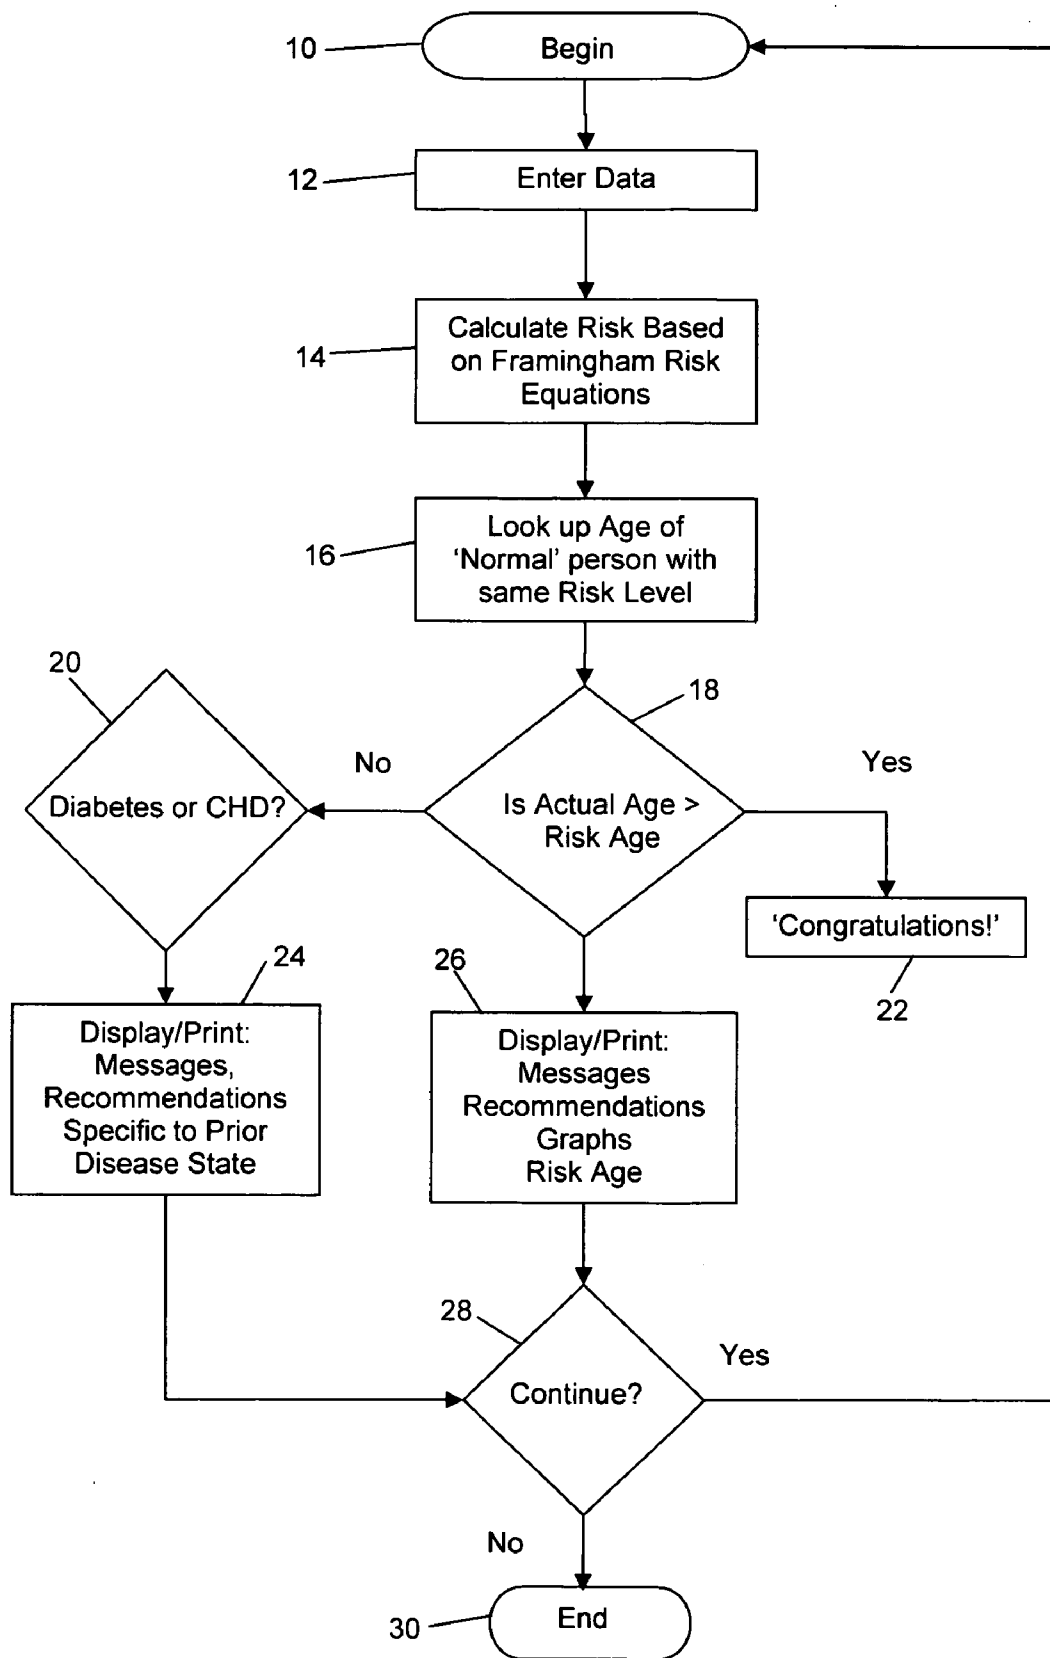 10
Begin
12
Enter Data
14
Calculate Risk Based
on Framingham Risk
Equations
16
Look up Age of
'Normal' person with
same Risk Level
20
18
No
Yes
Diabetes or CHD?
Is Actual Age >
Risk Age
'Congratulations!'
22
24
26
Display/Print:
Messages,
Recommendations
Specific to Prior
Disease State
Display/Print:
Messages
Recommendations
Graphs
Risk Age
28
Continue?
Yes
No
30
End